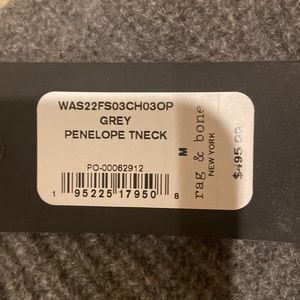 WAS22FS03CH03OP
GREY
PENELOPE TNECK
PO-00062912
1 95225 17950 8
M
rag & bone
NEW YORK
$495.00